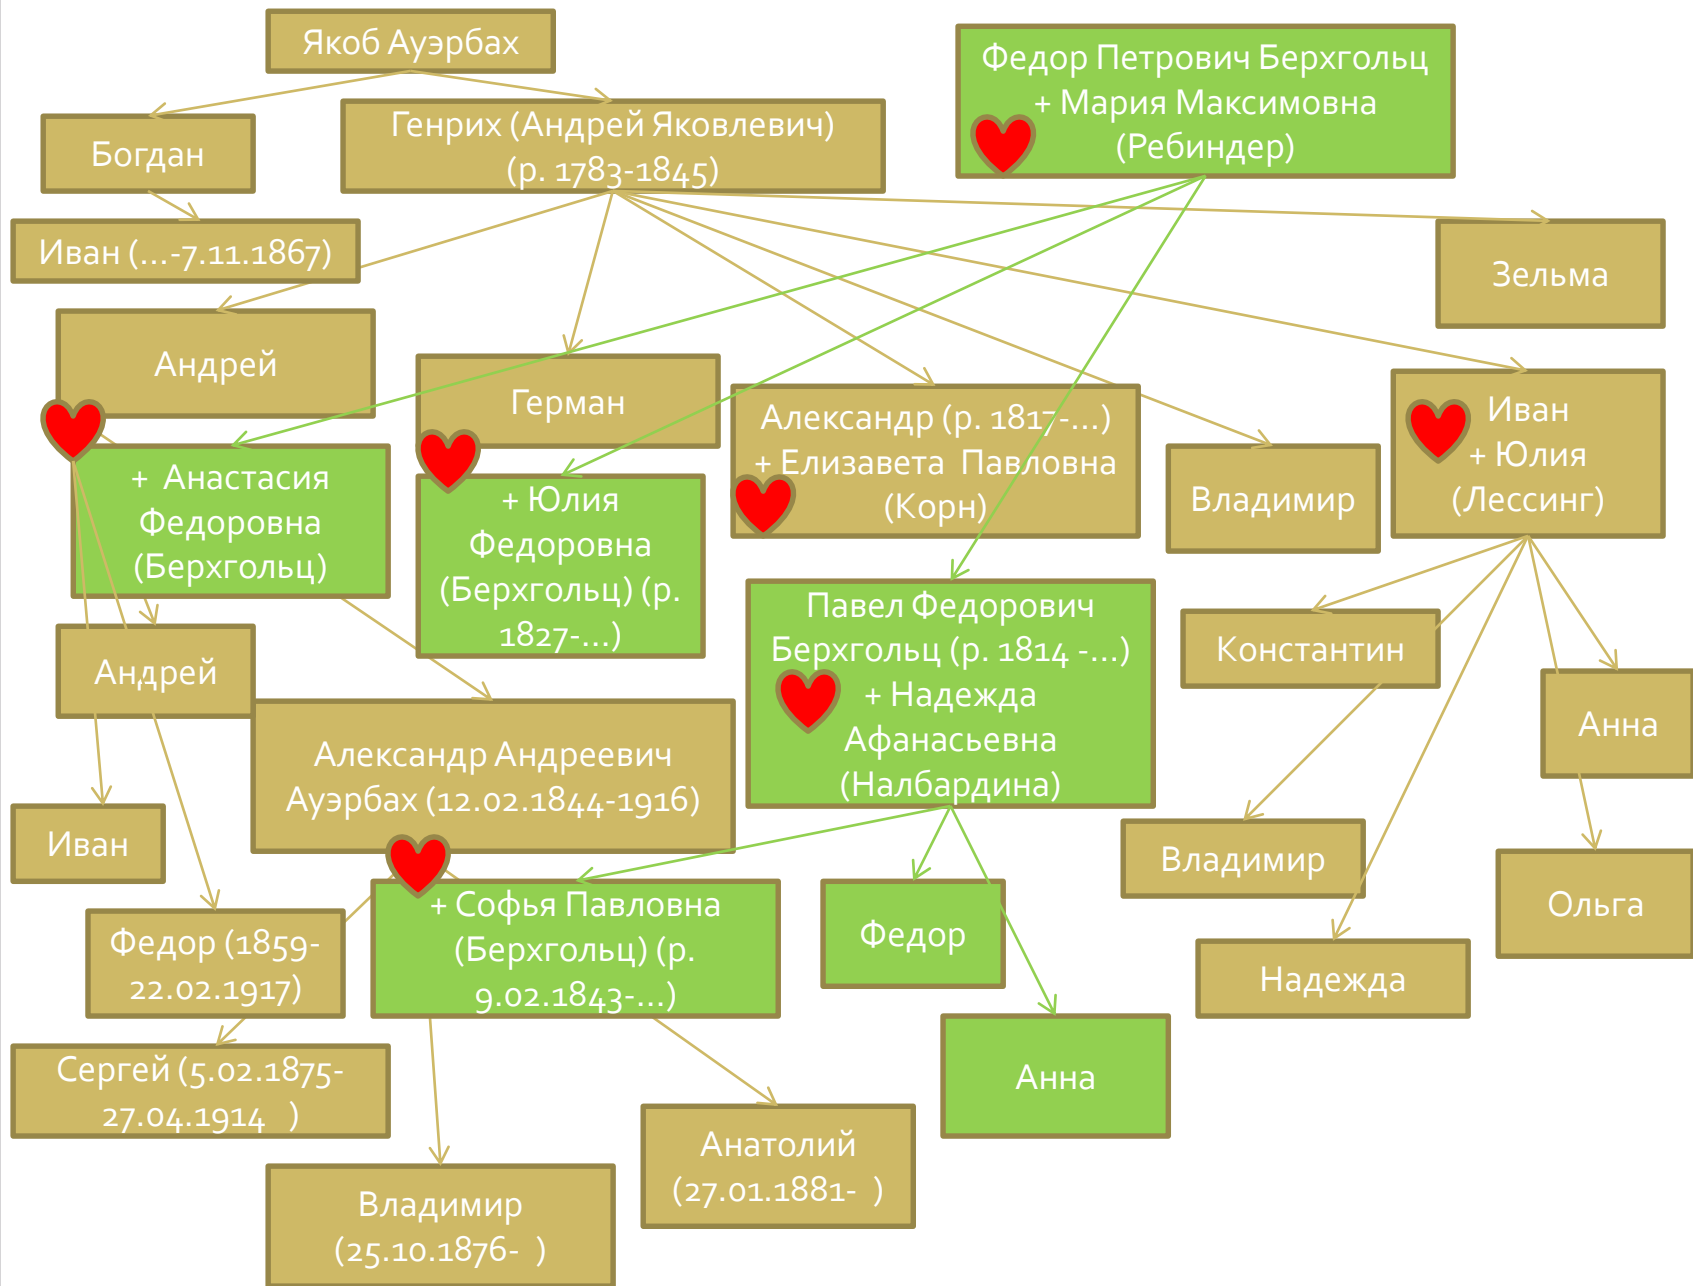 Якоб Ауэрбах
Федор Петрович Берхгольц
+ Мария Максимовна
(Ребиндер)
Богдан
Генрих (Андрей Яковлевич)
(р. 1783-1845)
Иван (...-7.11.1867)
Зельма
Андрей
Герман
Александр (р. 1817-...)
+ Елизавета Павловна
(Корн)
Владимир
Иван
+ Юлия
(Лессинг)
+ Анастасия
Федоровна
(Берхгольц)
+ Юлия
Федоровна
(Берхгольц) (р.
1827-...)
Павел Федорович
Берхгольц (р. 1814 -...)
+ Надежда
Афанасьевна
(Налбардина)
Константин
Андрей
Анна
Александр Андреевич
Ауэрбах (12.02.1844-1916)
Иван
Владимир
Ольга
Федор (1859-
22.02.1917)
+ Софья Павловна
(Берхгольц) (р.
9.02.1843-...)
Федор
Надежда
Сергей (5.02.1875-
27.04.1914 )
Анна
Анатолий
(27.01.1881- )
Владимир
(25.10.1876- )